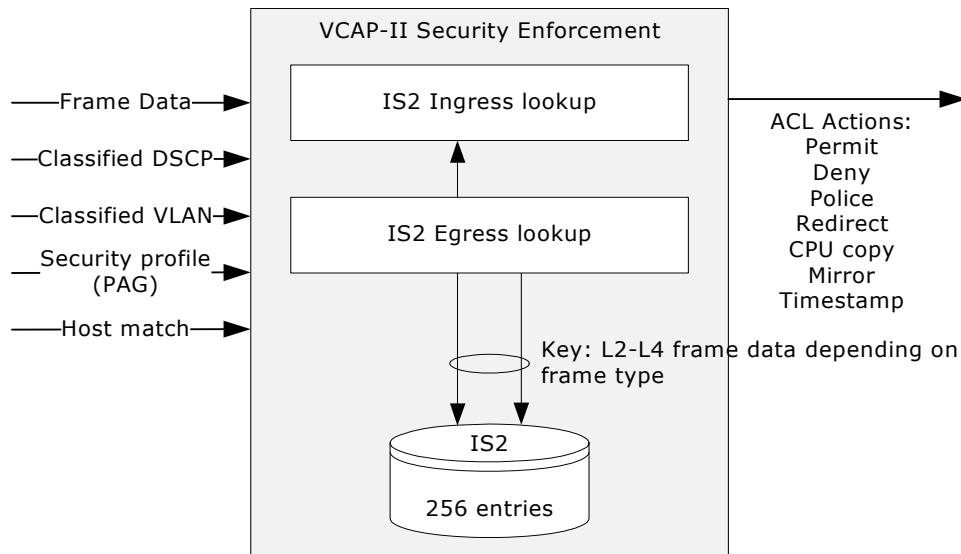 VCAP-II Security Enforcement
IS2 Ingress lookup
IS2 Egress lookup
Frame Data
Classified DSCP
Classified VLAN
Security profile
(PAG)
Host match
ACL Actions:
Permit
Deny
Police
Redirect
CPU copy
Mirror
Timestamp
Key: L2-L4 frame data depending on
frame type
IS2
256 entries